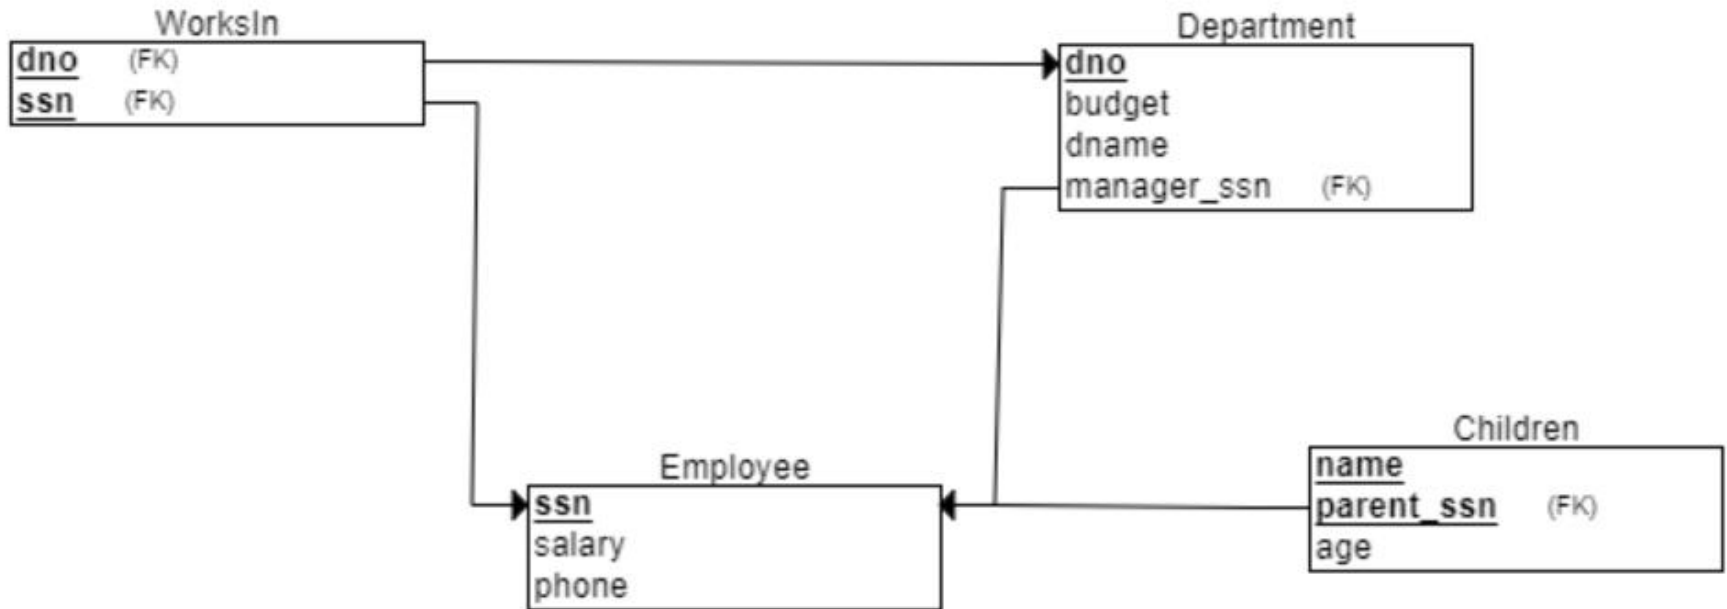 WorksIn
dno (FK)
ssn (FK)
Department
dno
budget
dname
manager_ssn (FK)
Employee
ssn
salary
phone
Children
name
parent_ssn (FK)
age